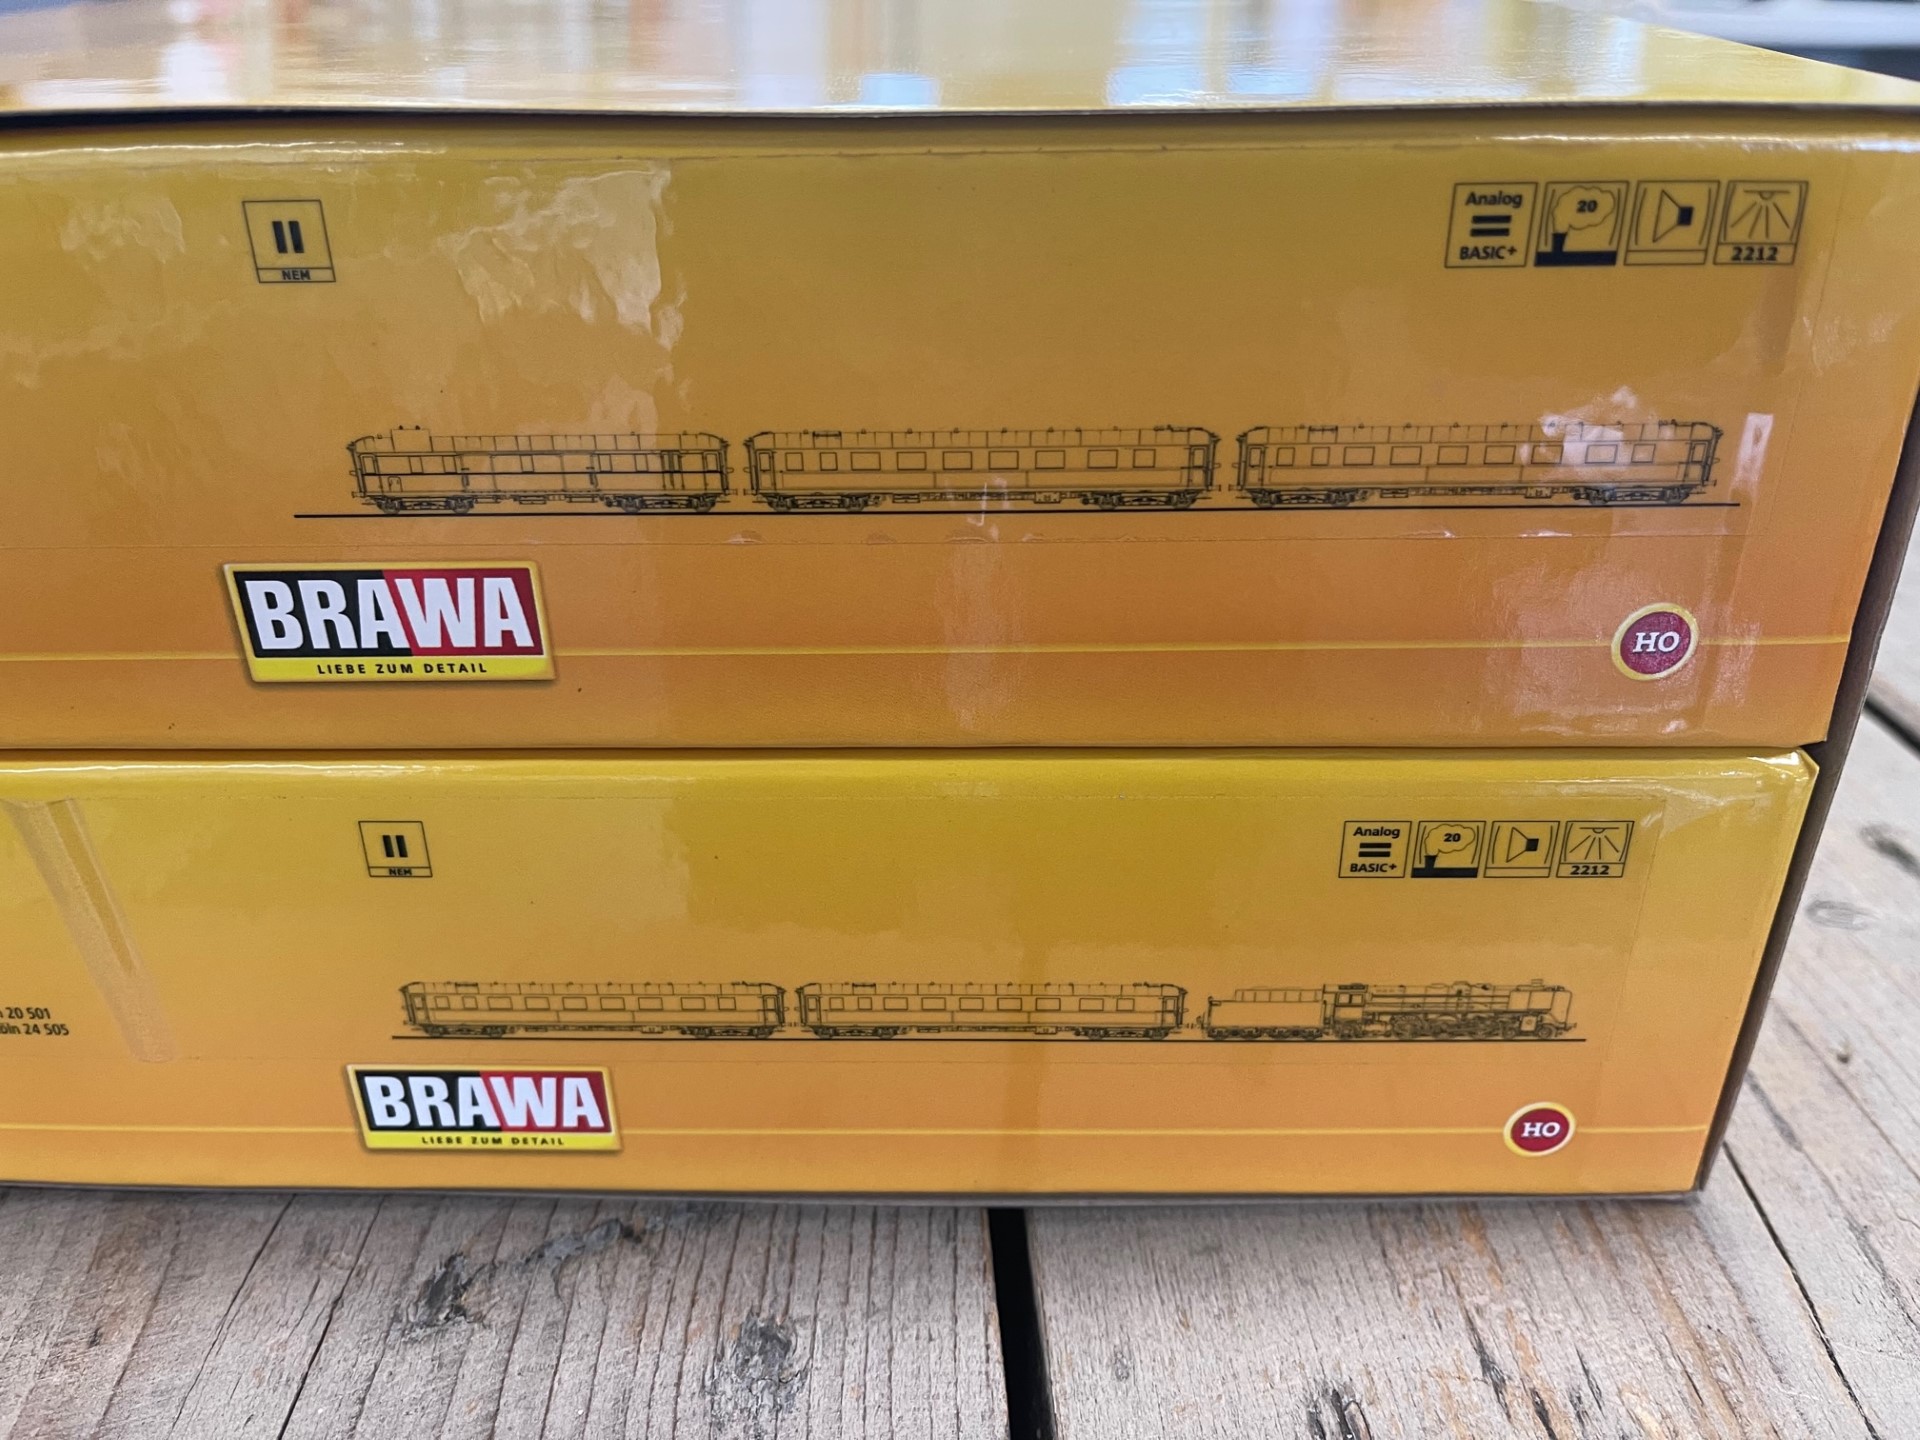 II
NEM
Analog
BASIC+
20
2212
BRAWA
LIEBE ZUM DETAIL
HO
II
NEM
Analog
BASIC+
20
2212
20 501
24 505
BRAWA
LIEBE ZUM DETAIL
HO